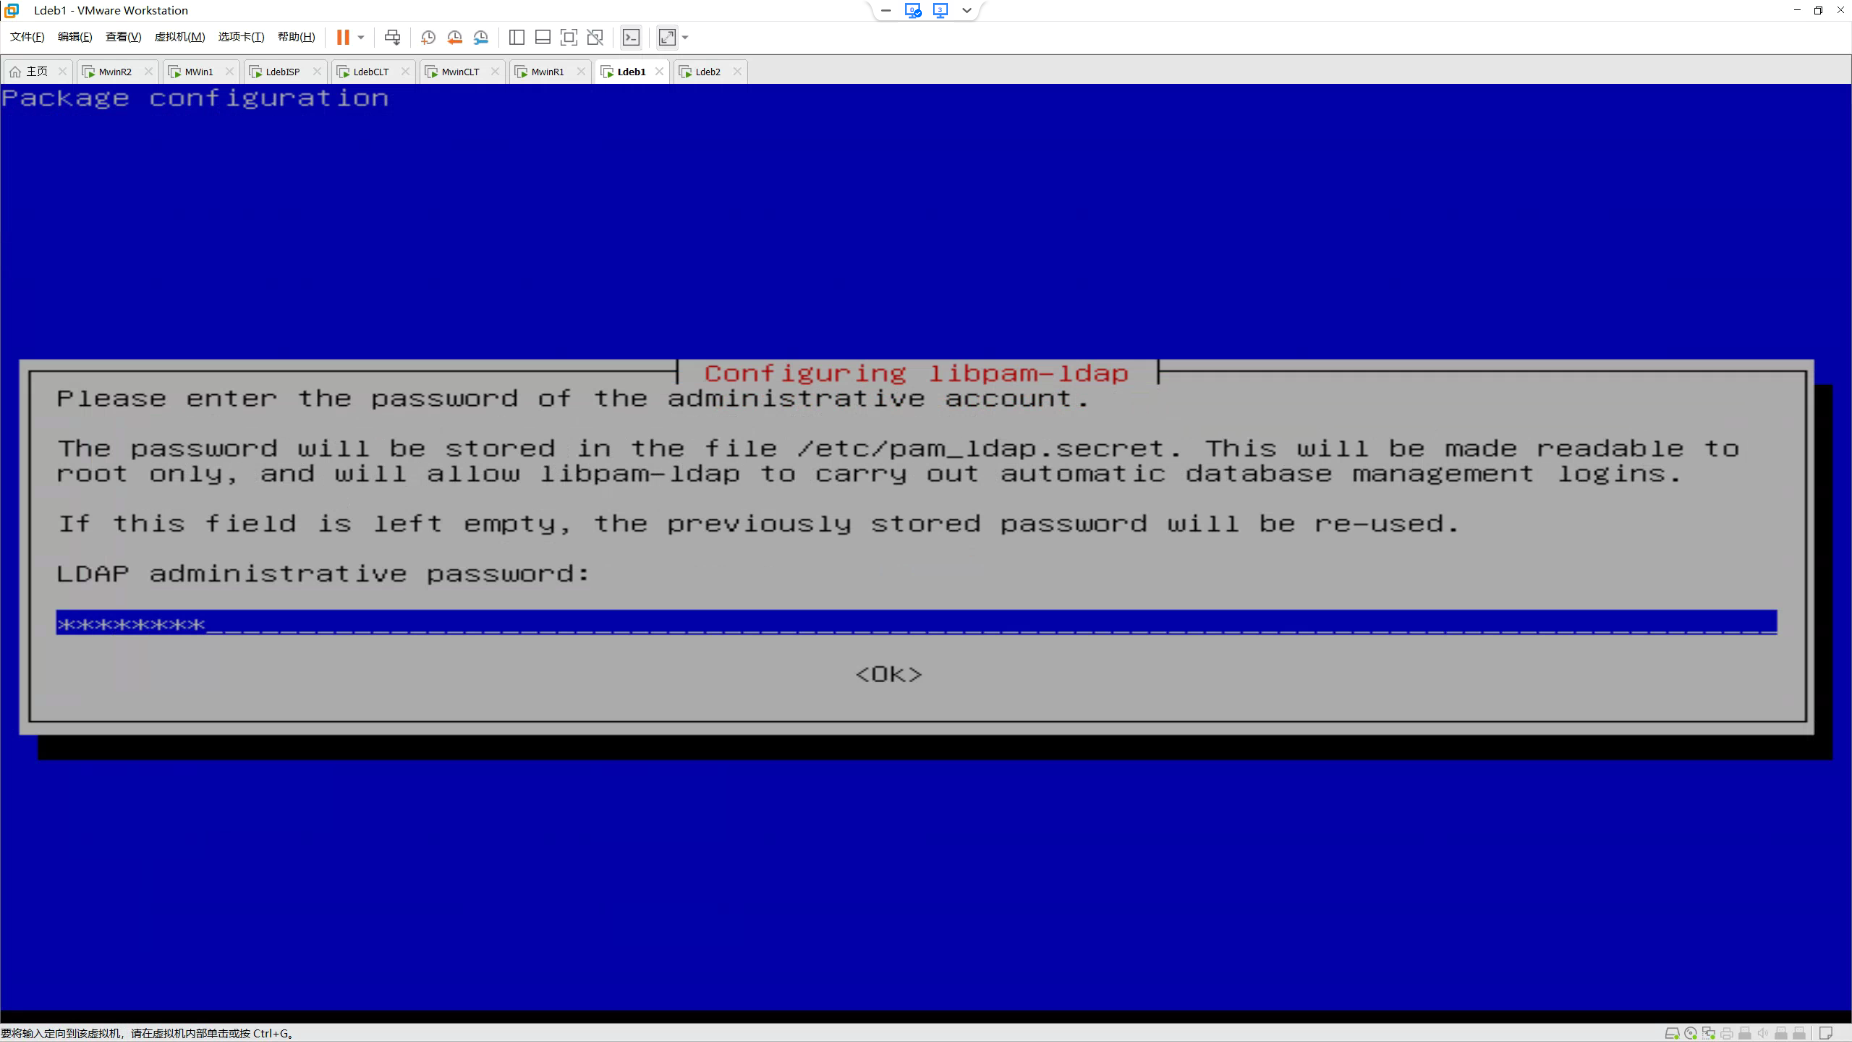 Ldeb1 - VMware Workstation
文件(F) 编辑(E) 查看(V) 虚拟机(M) 选项卡(T) 帮助(H)
主页 MwinR2 MWin1 LdebISP LdebCLT MwinCLT MwinR1 Ldeb1 Ldeb2
Package configuration
Configuring libpam-ldap
Please enter the password of the administrative account.
The password will be stored in the file /etc/pam_ldap.secret. This will be made readable to
root only, and will allow libpam-ldap to carry out automatic database management logins.
If this field is left empty, the previously stored password will be re-used.
LDAP administrative password:
********
<Ok>
要将输入定向到该虚拟机，请在虚拟机内部单击或按 Ctrl+G。